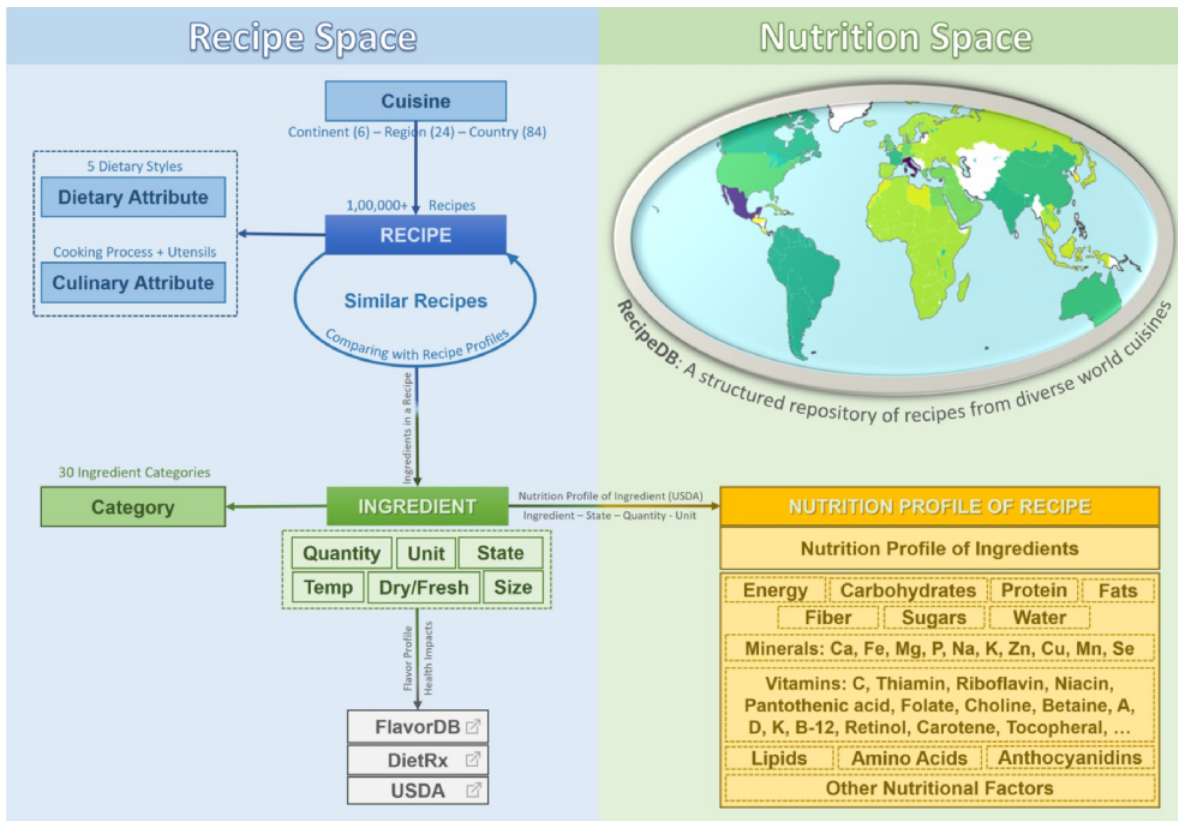 Recipe Space
Nutrition Space
Cuisine
Continent (6) – Region (24) – Country (84)
5 Dietary Styles
Dietary Attribute
Cooking Process + Utensils
Culinary Attribute
1,00,000+ Recipes
RECIPE
Similar Recipes
Comparing with Recipe Profiles
Ingredients in a Recipe
RecipeDB: A structured repository of recipes from diverse world cuisines
30 Ingredient Categories
Category
INGREDIENT
Nutrition Profile of Ingredient (USDA)
Ingredient – State – Quantity - Unit
Quantity Unit State
Temp Dry/Fresh Size
Flavor Profile
Health Impacts
FlavorDB
DietRx
USDA
NUTRITION PROFILE OF RECIPE
Nutrition Profile of Ingredients
Energy Carbohydrates Protein Fats
Fiber Sugars Water
Minerals: Ca, Fe, Mg, P, Na, K, Zn, Cu, Mn, Se
Vitamins: C, Thiamin, Riboflavin, Niacin,
Pantothenic acid, Folate, Choline, Betaine, A,
D, K, B-12, Retinol, Carotene, Tocopheral, ...
Lipids Amino Acids Anthocyanidins
Other Nutritional Factors